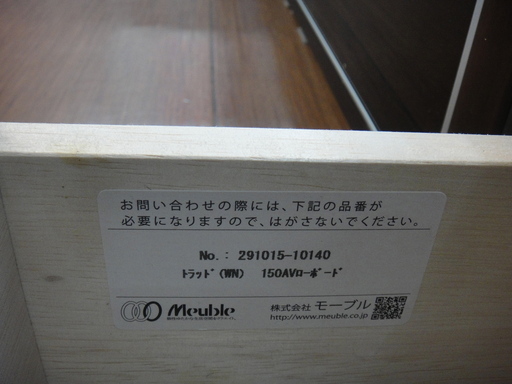 お問い合わせの際には、下記の品番が
必要になりますので、はがさないでください。
No.: 291015-10140
ﾄﾗｯﾄﾞ(WN) 150AVﾛｰﾎﾞｰﾄﾞ
Meuble
株式会社 モーブル
http://www.meuble.co.jp